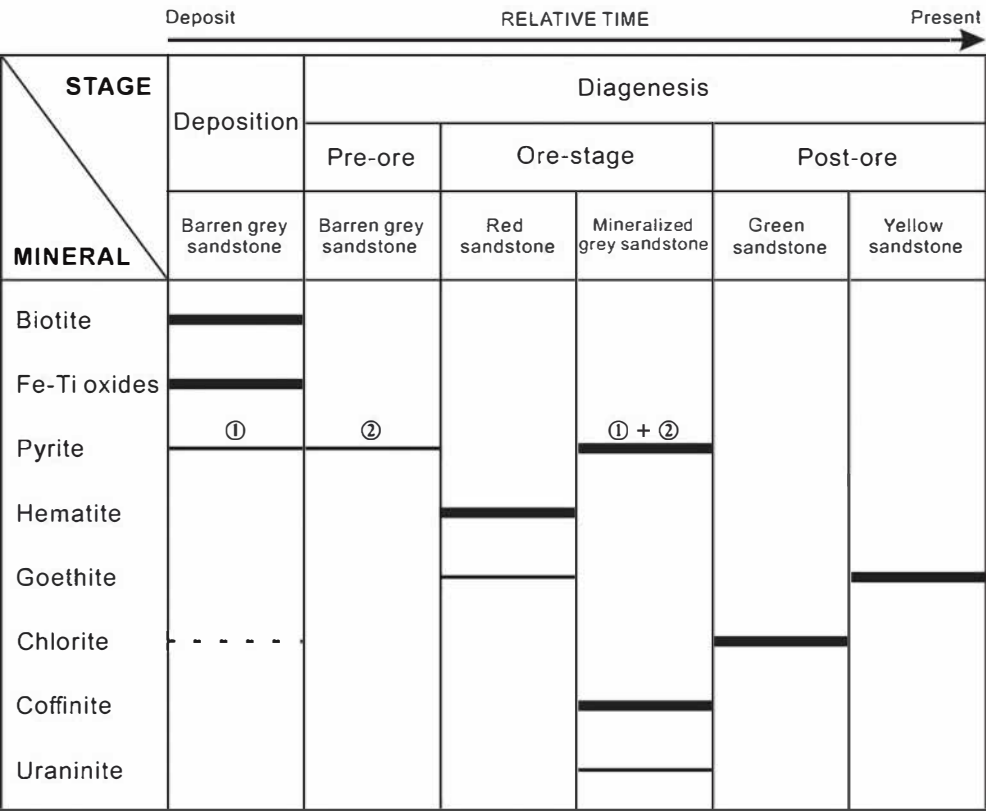 Deposit RELATIVE TIME Present
STAGE
MINERAL
Deposition
Diagenesis
Pre-ore Ore-stage Post-ore
Barren grey
sandstone
Barren grey
sandstone
Red
sandstone
Mineralized
grey sandstone
Green
sandstone
Yellow
sandstone
Biotite
Fe-Ti oxides
Pyrite ① ② ① + ②
Hematite
Goethite
Chlorite
Coffinite
Uraninite